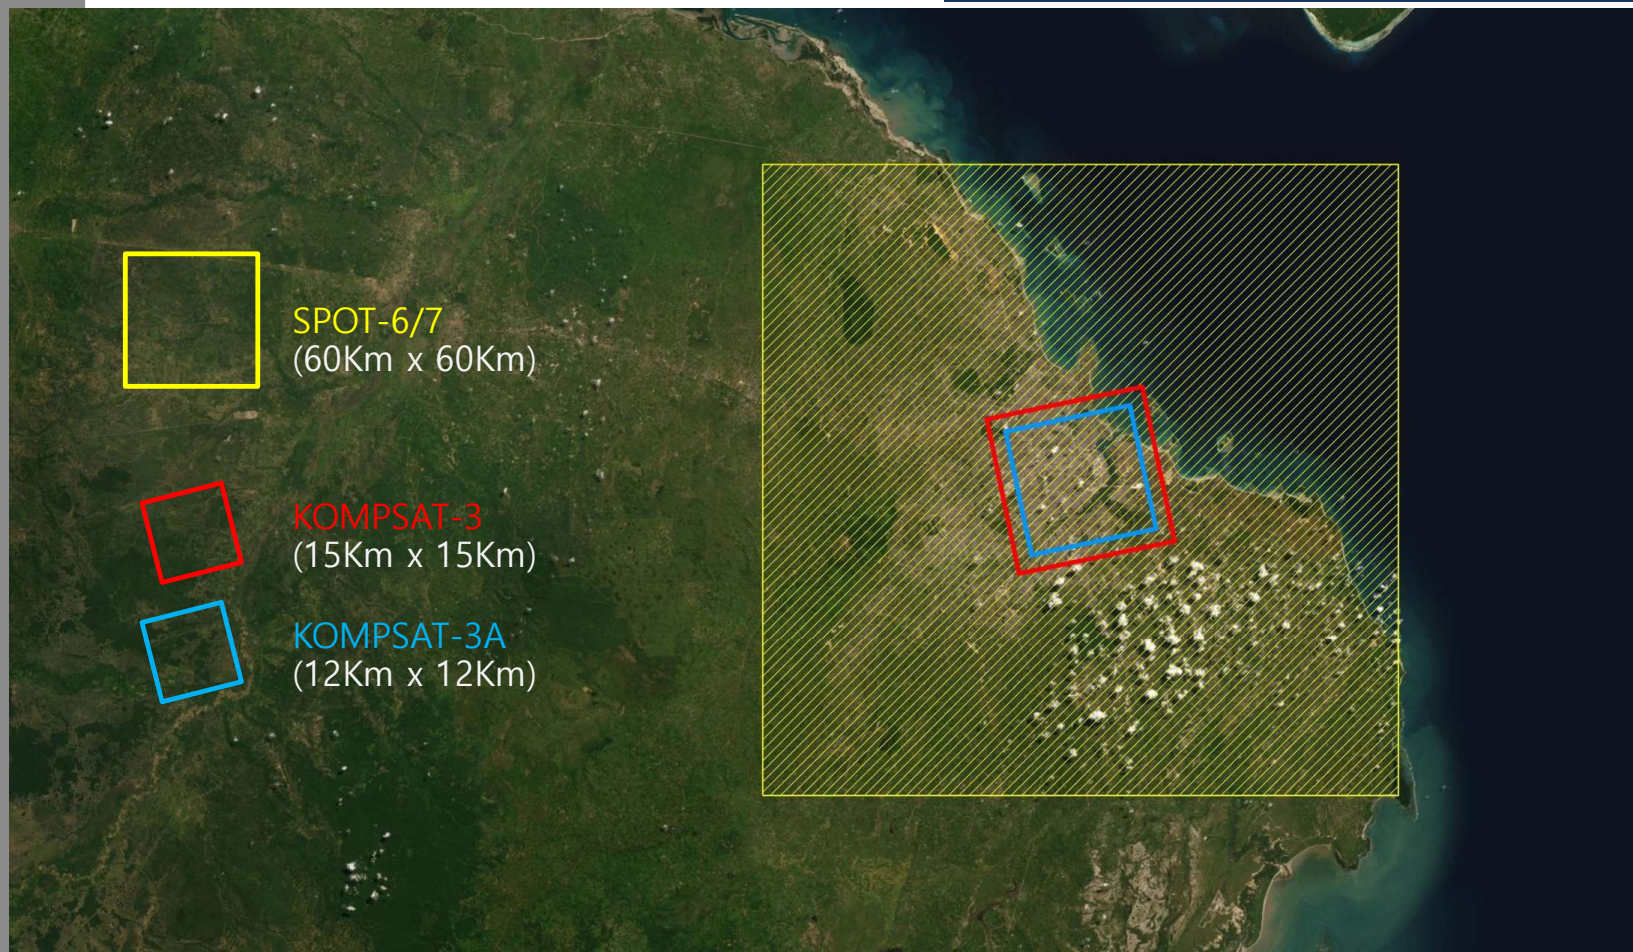 SPOT-6/7
(60Km x 60Km)
KOMPSAT-3
(15Km x 15Km)
KOMPSAT-3A
(12Km x 12Km)